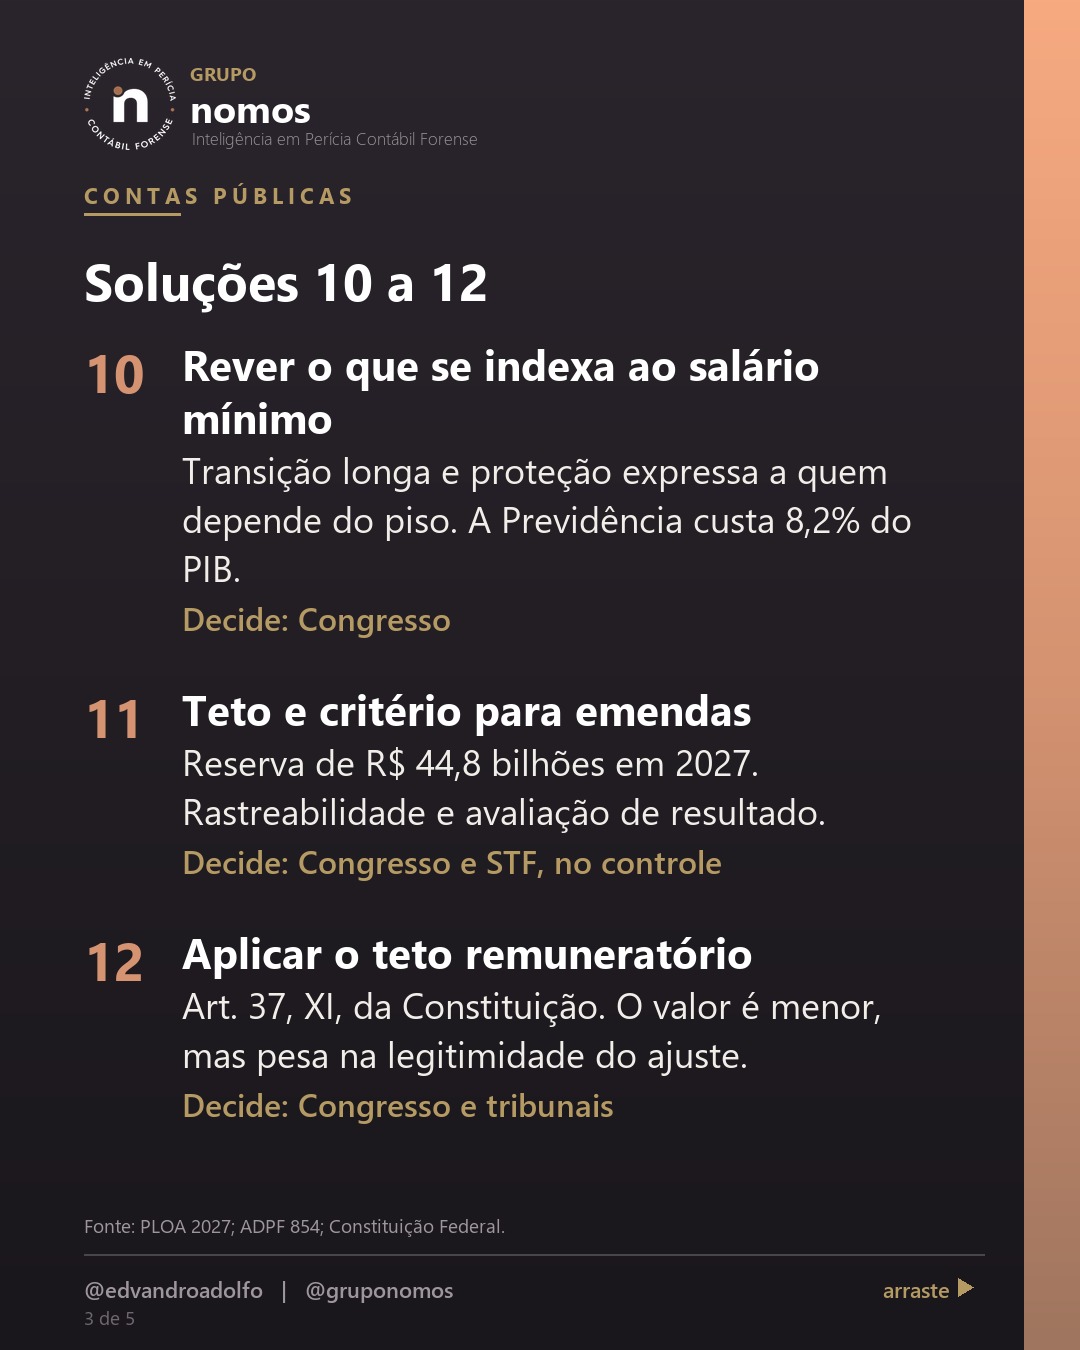 INTELIGÊNCIA EM PERÍCIA
CONTÁBIL FORENSE
n
GRUPO
nomos
Inteligência em Perícia Contábil Forense
CONTAS PÚBLICAS
Soluções 10 a 12
10
Rever o que se indexa ao salário
mínimo
Transição longa e proteção expressa a quem
depende do piso. A Previdência custa 8,2% do
PIB.
Decide: Congresso
11
Teto e critério para emendas
Reserva de R$ 44,8 bilhões em 2027.
Rastreabilidade e avaliação de resultado.
Decide: Congresso e STF, no controle
12
Aplicar o teto remuneratório
Art. 37, XI, da Constituição. O valor é menor,
mas pesa na legitimidade do ajuste.
Decide: Congresso e tribunais
Fonte: PLOA 2027; ADPF 854; Constituição Federal.
@edvandroadolfo | @gruponomos
arraste
3 de 5